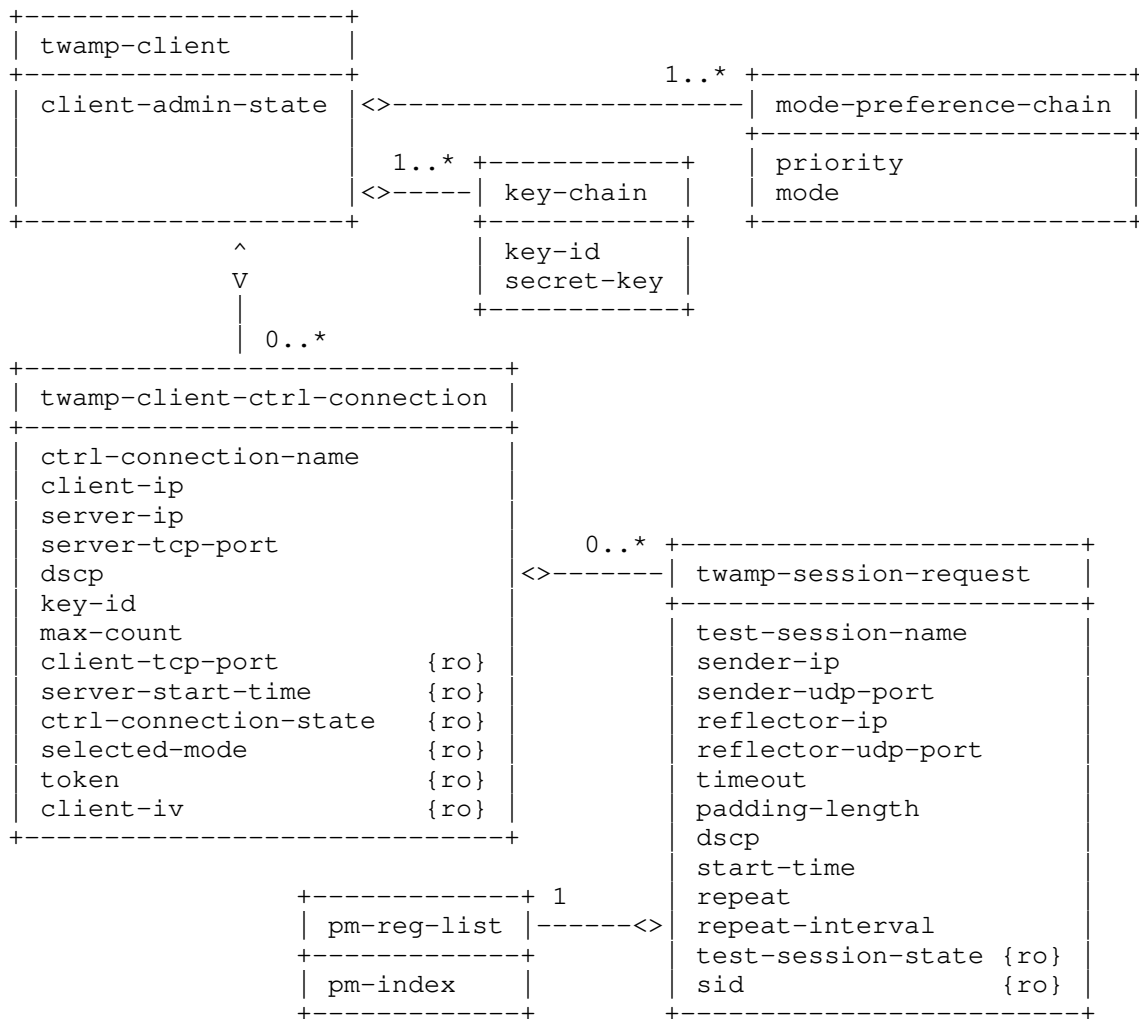 twamp-client
1..*
client-admin-state <> mode-preference-chain
1..* priority
<> key-chain mode
key-id
secret-key
0..*
twamp-client-ctrl-connection
ctrl-connection-name
client-ip
server-ip
server-tcp-port 0..*
dscp <> twamp-session-request
key-id
max-count test-session-name
client-tcp-port {ro} sender-ip
server-start-time {ro} sender-udp-port
ctrl-connection-state {ro} reflector-ip
selected-mode {ro} reflector-udp-port
token {ro} timeout
client-iv {ro} padding-length
dscp
start-time
1 repeat
pm-reg-list <> repeat-interval
test-session-state {ro}
pm-index sid {ro}